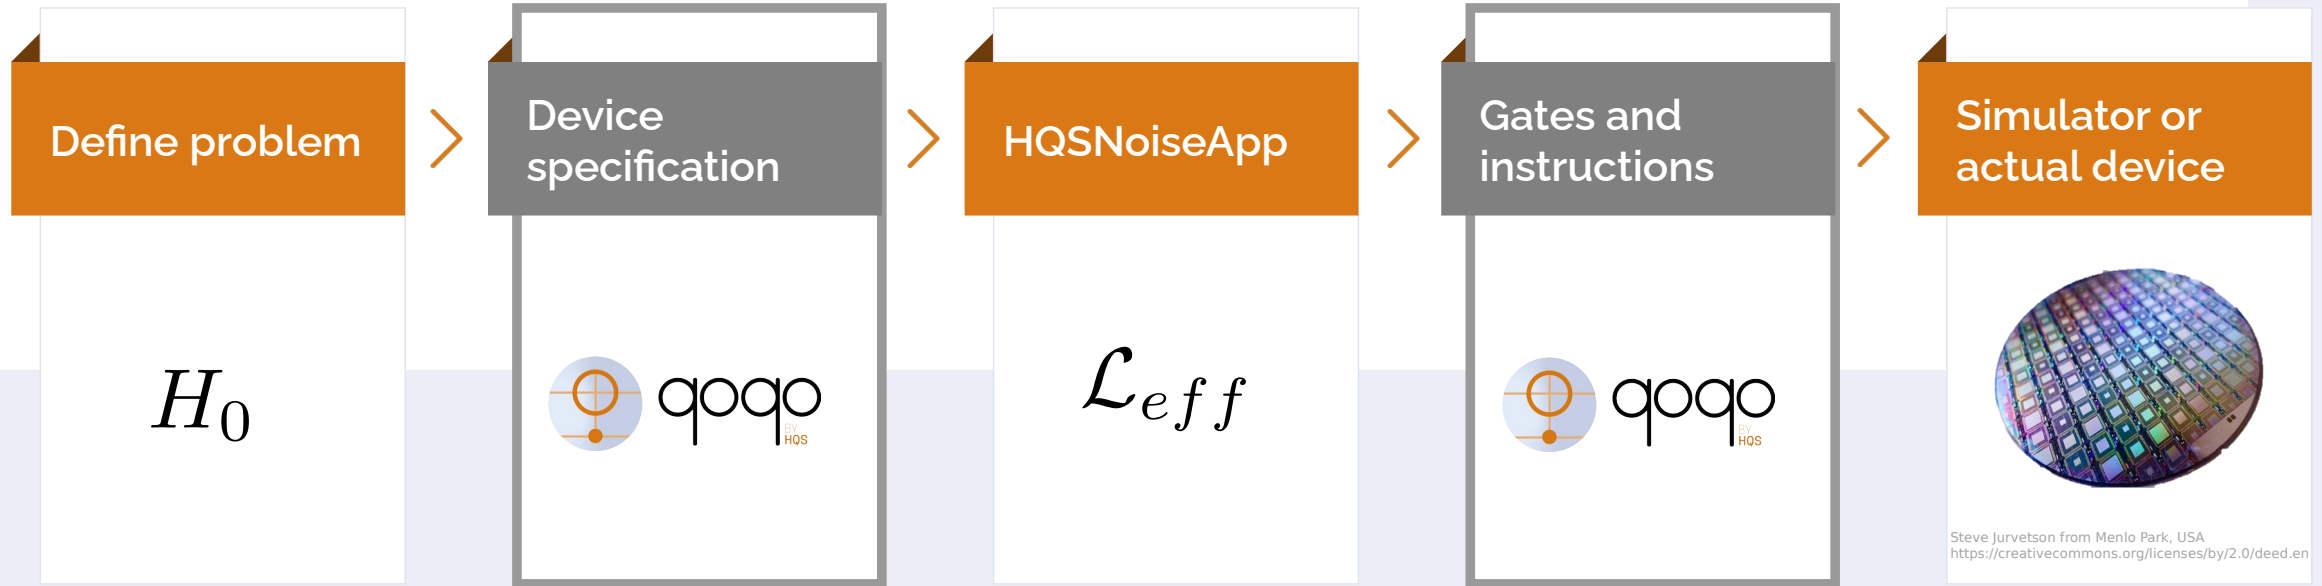 Define problem
Device
specification
HQSNoiseApp
Gates and
instructions
Simulator or
actual device
H₀
qoqo
BY
HQS
ℒ_eff
qoqo
BY
HQS
Steve Jurvetson from Menlo Park, USA
https://creativecommons.org/licenses/by/2.0/deed.en